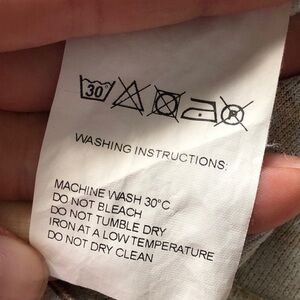 30
WASHING INSTRUCTIONS:
MACHINE WASH 30°C
DO NOT BLEACH
DO NOT TUMBLE DRY
IRON AT A LOW TEMPERATURE
DO NOT DRY CLEAN